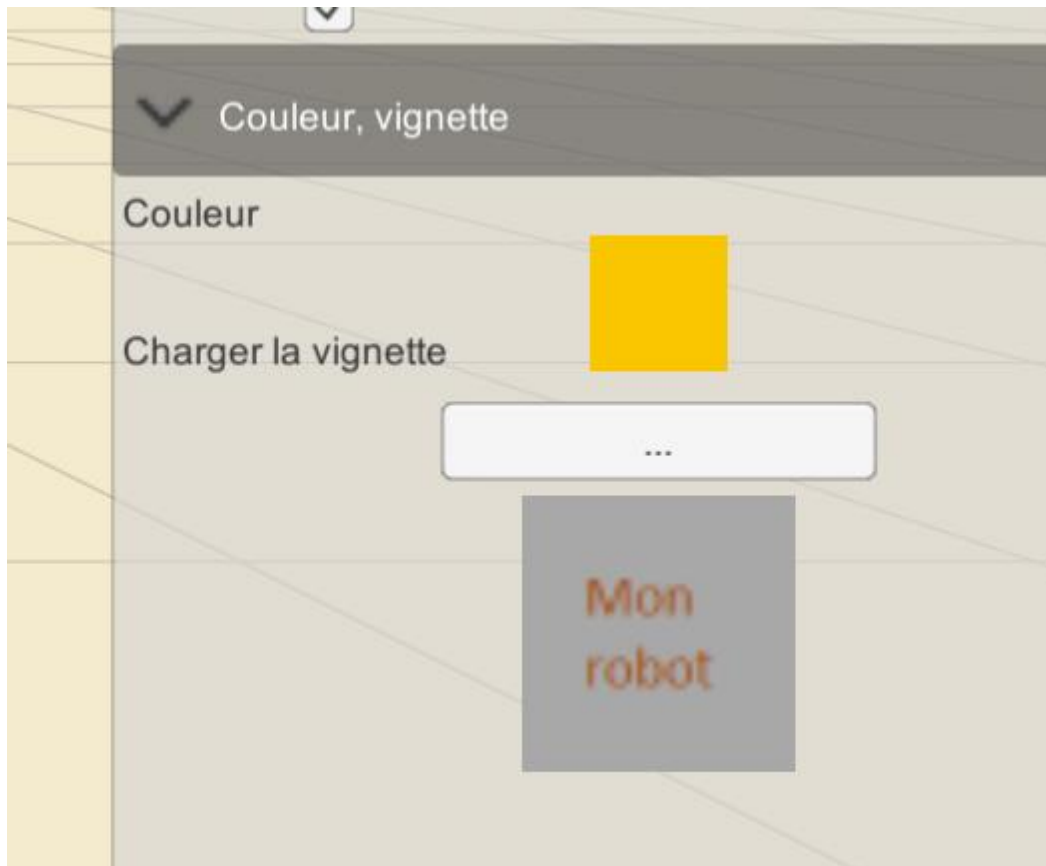 Couleur, vignette
Couleur
Charger la vignette
...
Mon
robot